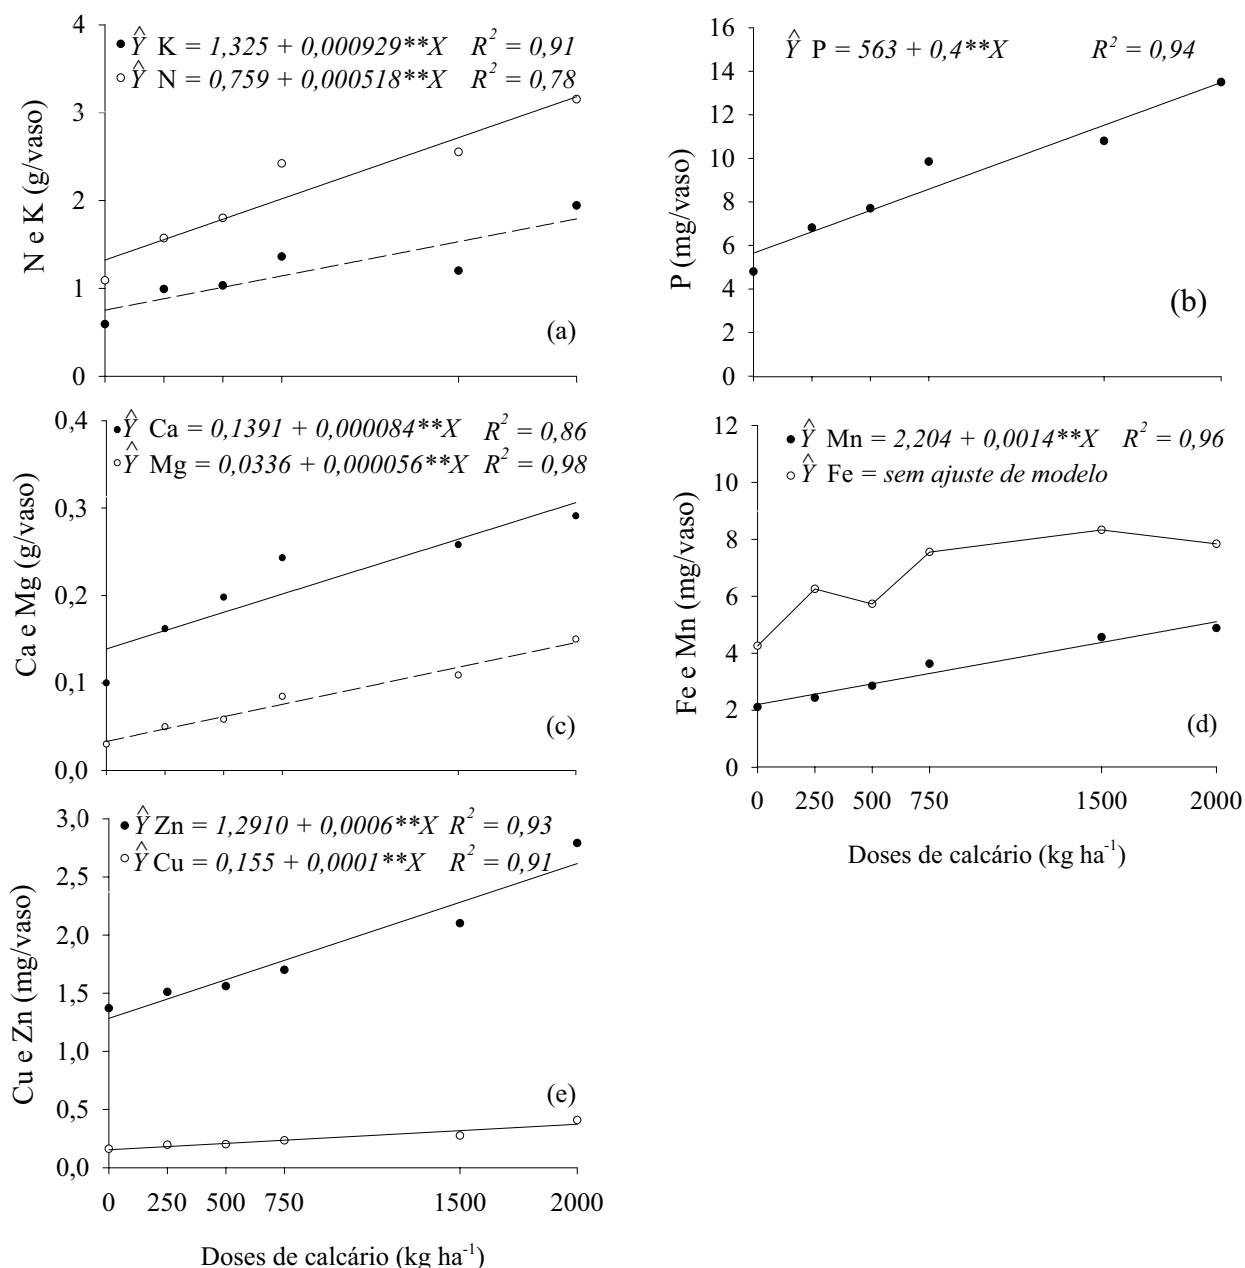 4
3
2
1
0
N e K (g/vaso)
● Ŷ K = 1,325 + 0,000929**X R² = 0,91
○ Ŷ N = 0,759 + 0,000518**X R² = 0,78
(a)
16
14
12
10
8
6
4
2
0
P (mg/vaso)
Ŷ P = 563 + 0,4**X R² = 0,94
(b)
0,4
0,3
0,2
0,1
0,0
Ca e Mg (g/vaso)
● Ŷ Ca = 0,1391 + 0,000084**X R² = 0,86
○ Ŷ Mg = 0,0336 + 0,000056**X R² = 0,98
(c)
12
10
8
6
4
2
0
Fe e Mn (mg/vaso)
● Ŷ Mn = 2,204 + 0,0014**X R² = 0,96
○ Ŷ Fe = sem ajuste de modelo
(d)
0 250 500 750 1500 2000
Doses de calcário (kg ha⁻¹)
3,0
2,5
2,0
1,5
1,0
0,5
0,0
Cu e Zn (mg/vaso)
● Ŷ Zn = 1,2910 + 0,0006**X R² = 0,93
○ Ŷ Cu = 0,155 + 0,0001**X R² = 0,91
(e)
0 250 500 750 1500 2000
Doses de calcário (kg ha⁻¹)